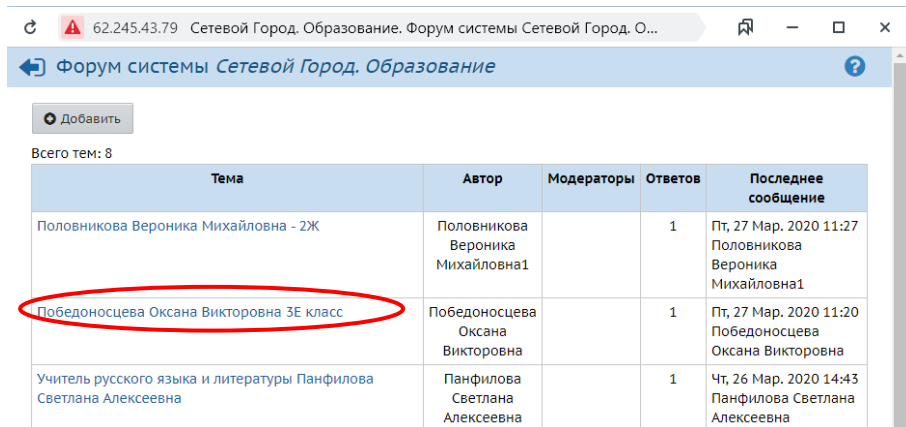 62.245.43.79 Сетевой Город. Образование. Форум системы Сетевой Город. О...
Форум системы Сетевой Город. Образование
?
Добавить
Всего тем: 8
Тема Автор Модераторы Ответов Последнее
сообщение
Половникова Вероника Михайловна - 2Ж Половникова 1 Пт, 27 Мар. 2020 11:27
Вероника Половникова
Михайловна1 Вероника
Михайловна1
Победоносцева Оксана Викторовна 3Е класс Победоносцева 1 Пт, 27 Мар. 2020 11:20
Оксана Победоносцева
Викторовна Оксана Викторовна
Учитель русского языка и литературы Панфилова Панфилова 1 Чт, 26 Мар. 2020 14:43
Светлана Алексеевна Светлана Панфилова Светлана
Алексеевна Алексеевна